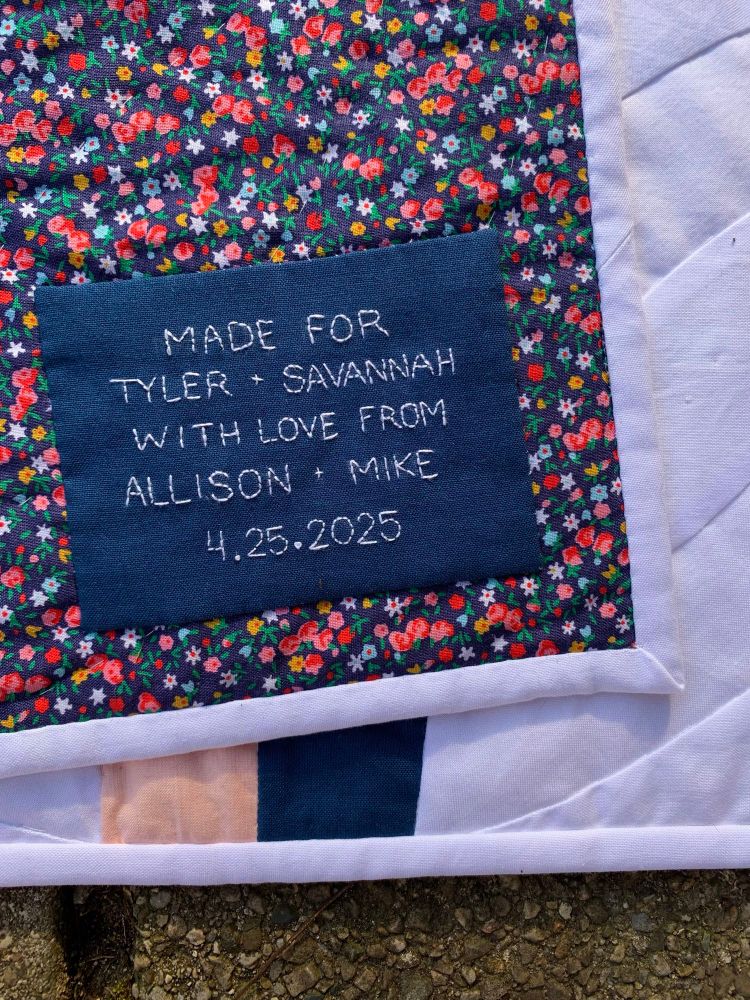 MADE FOR
TYLER + SAVANNAH
WITH LOVE FROM
ALLISON + MIKE
4.25.2025